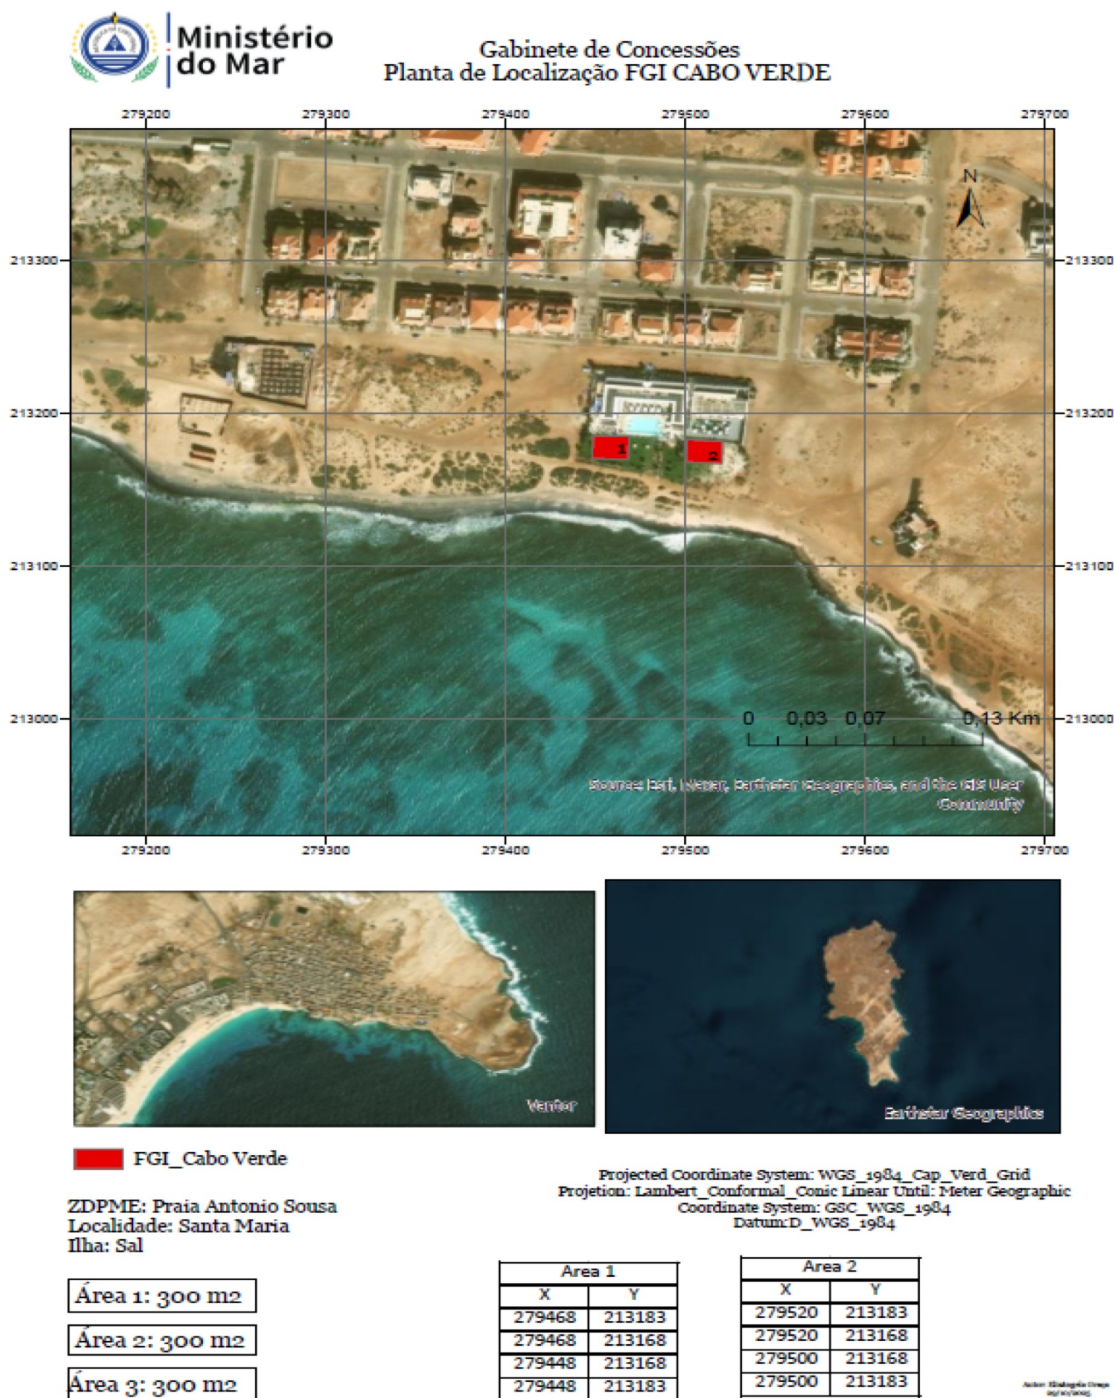 Ministério
do Mar
Gabinete de Concessões
Planta de Localização FGI CABO VERDE
279200 279300 279400 279500 279600 279700
N
213300 213300
213200 213200
1 2
213100 213100
213000 213000
0 0,03 0,07 0,13 Km
Source: Esri, Maxar, Earthstar Geographics, and the GIS User
Community
279200 279300 279400 279500 279600 279700
Vantor
Earthstar Geographics
FGI_Cabo Verde
ZDPME: Praia Antonio Sousa
Localidade: Santa Maria
Ilha: Sal
Projected Coordinate System: WGS_1984_Cap_Verd_Grid
Projetion: Lambert_Conformal_Conic Linear Until: Meter Geographic
Coordinate System: GSC_WGS_1984
Datum:D_WGS_1984
Área 1: 300 m2
Área 2: 300 m2
Área 3: 300 m2
Area 1
X Y
279468 213183
279468 213168
279448 213168
279448 213183
Area 2
X Y
279520 213183
279520 213168
279500 213168
279500 213183
Autor: